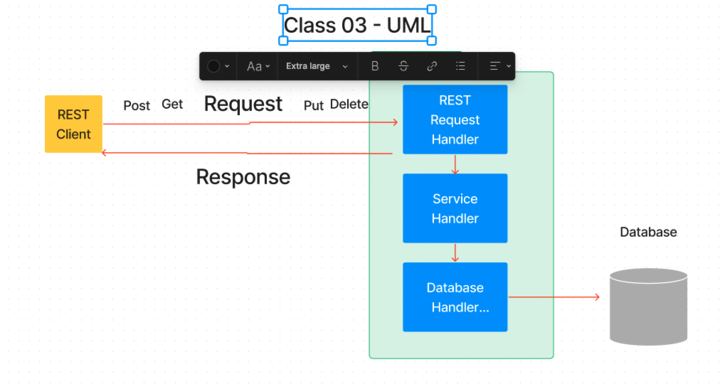 Class 03 - UML
Aa Extra large B S
Post Get Request Put Delete
REST
Client
REST
Request
Handler
Response
Service
Handler
Database
Database
Handler...